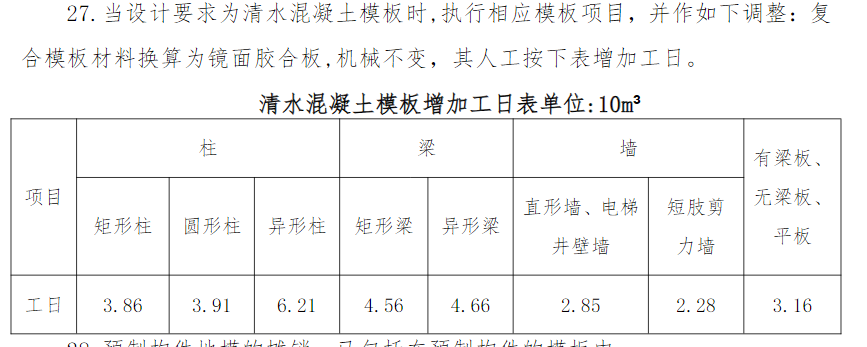 27.当设计要求为清水混凝土模板时,执行相应模板项目，并作如下调整：复
合模板材料换算为镜面胶合板,机械不变，其人工按下表增加工日。
清水混凝土模板增加工日表单位:10m³
项目 柱 梁 墙 有梁板、无梁板、平板
矩形柱 圆形柱 异形柱 矩形梁 异形梁 直形墙、电梯井壁墙 短肢剪力墙
工日 3.86 3.91 6.21 4.56 4.66 2.85 2.28 3.16